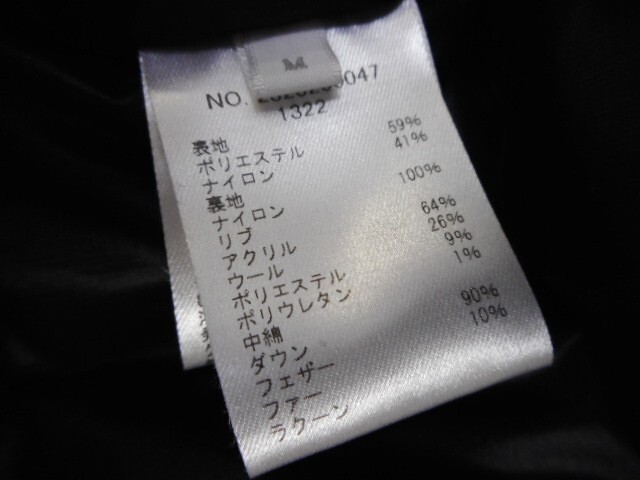 M
NO.
1322
表地
ポリエステル 59%
ナイロン 41%
裏地
ナイロン 100%
リブ
アクリル 64%
ウール 26%
ポリエステル 9%
ポリウレタン 1%
中綿
ダウン 90%
フェザー 10%
ファー
ラクーン